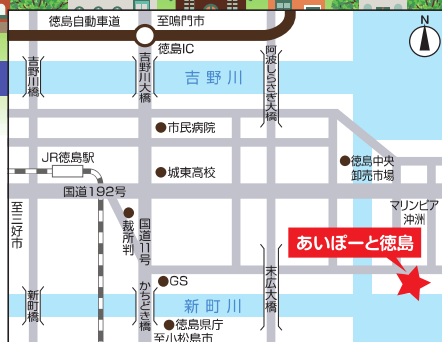 徳島自動車道
至鳴門市
N
徳島IC
吉野川橋
吉野川大橋
吉野川
阿波しらさぎ大橋
市民病院
JR徳島駅
城東高校
徳島中央
卸売市場
国道192号
至三好市
裁判所
国道11号
マリンピア
沖洲
あいぽーと徳島
GS
末広大橋
新町橋
かちどき橋
新町川
徳島県庁
至小松島市